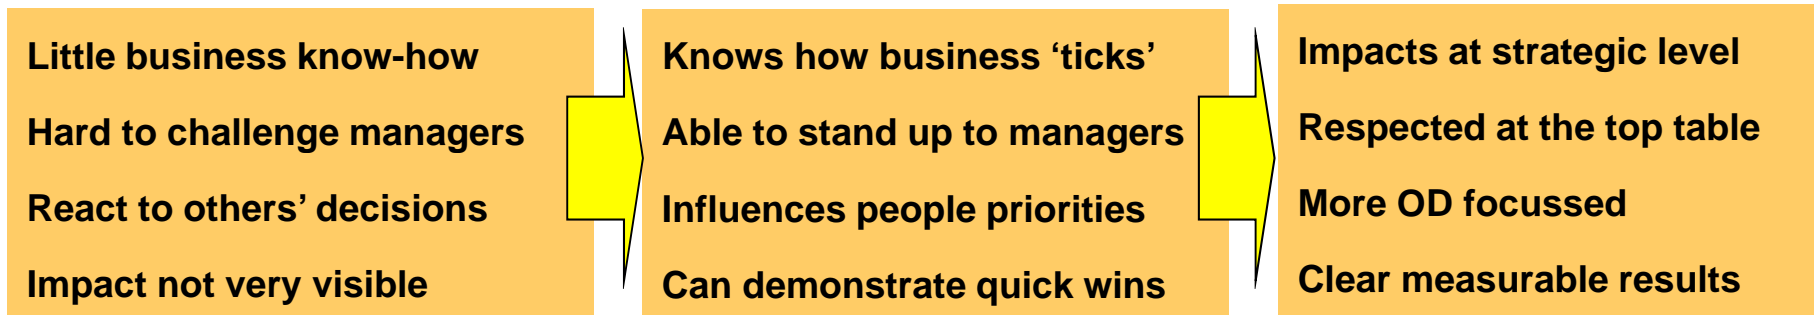 Little business know-how
Hard to challenge managers
React to others’ decisions
Impact not very visible
Knows how business ‘ticks’
Able to stand up to managers
Influences people priorities
Can demonstrate quick wins
Impacts at strategic level
Respected at the top table
More OD focussed
Clear measurable results